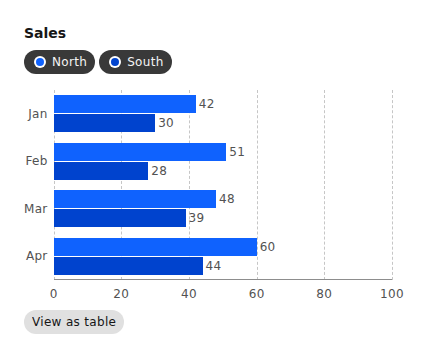 Sales
North South
Jan 42
30
Feb 51
28
Mar 48
39
Apr 60
44
0 20 40 60 80 100
View as table